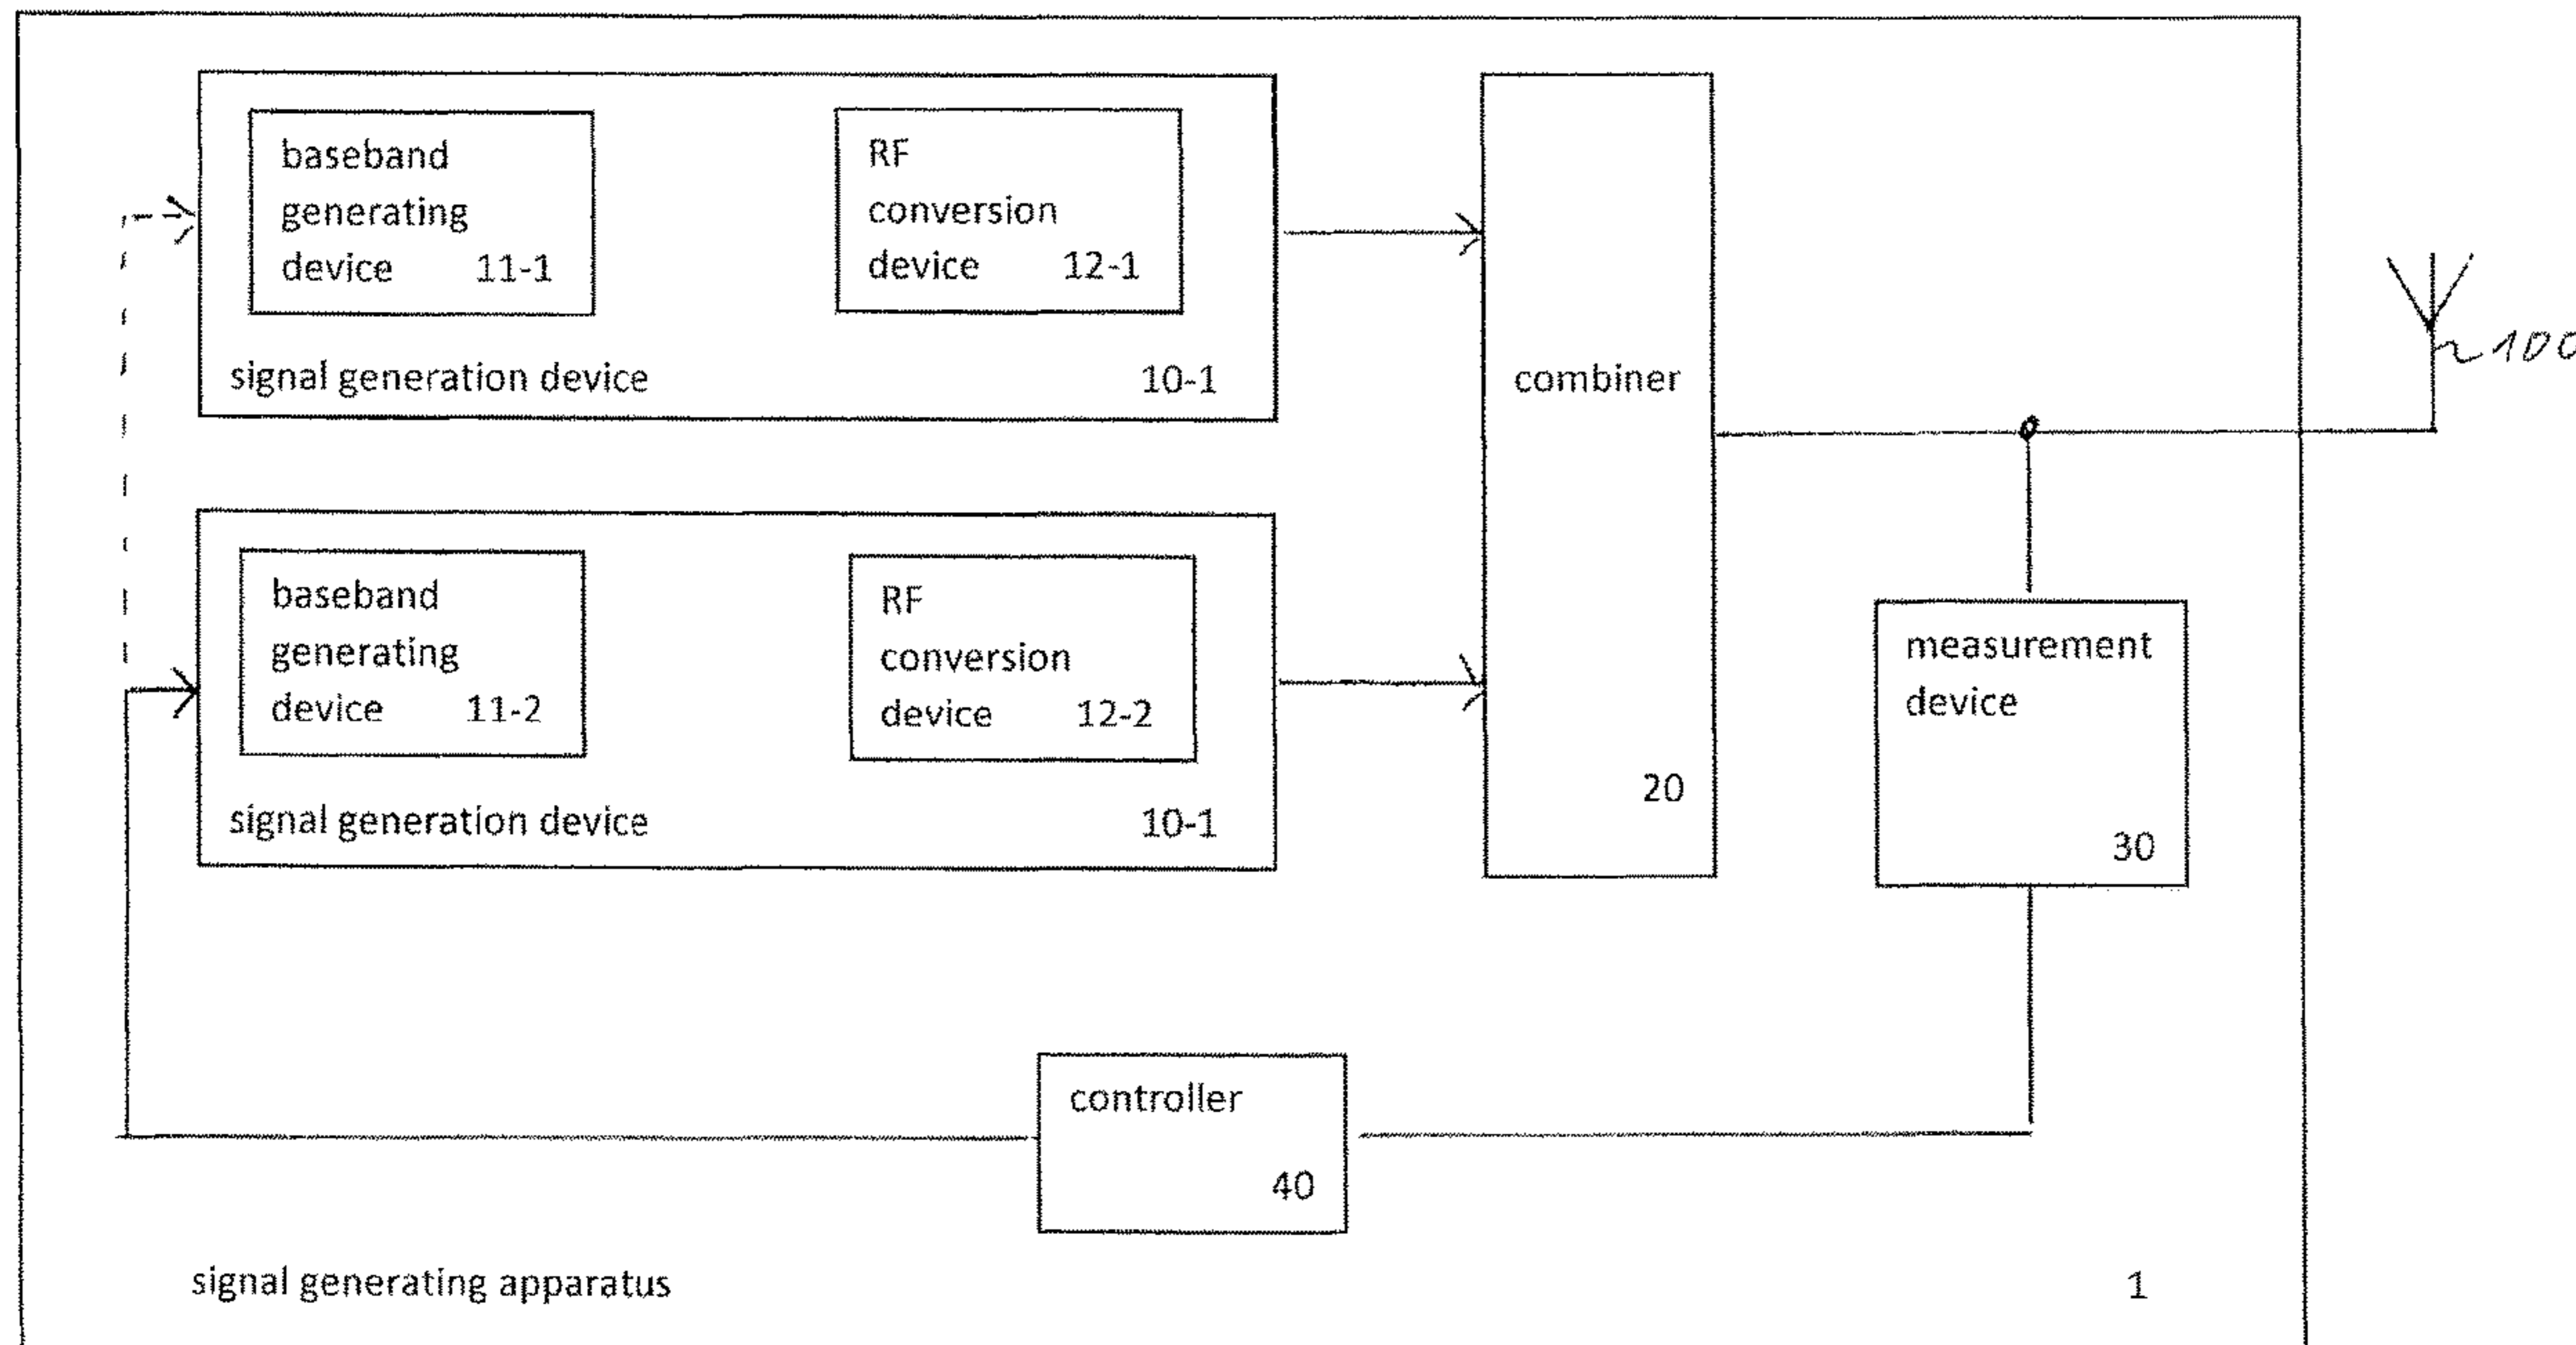 baseband
generating
device 11-1
RF
conversion
device 12-1
signal generation device 10-1
baseband
generating
device 11-2
RF
conversion
device 12-2
signal generation device 10-1
combiner
20
100
measurement
device
30
controller
40
signal generating apparatus 1